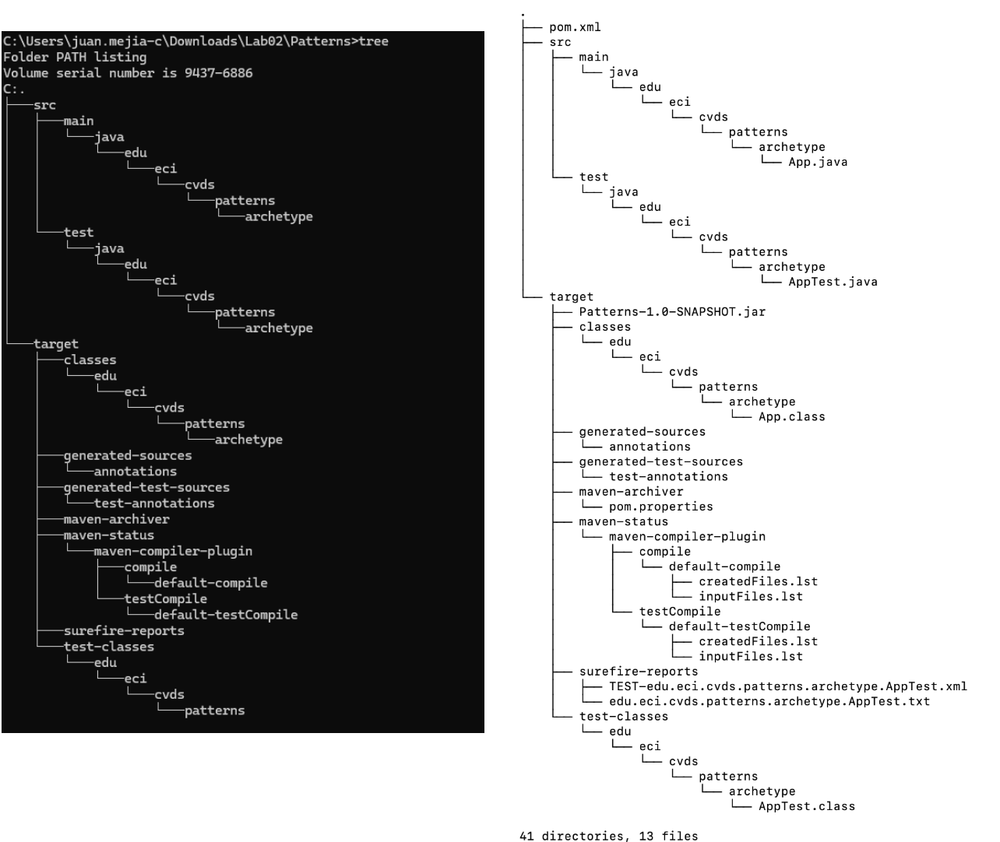 C:\Users\juan.mejia-c\Downloads\Lab02\Patterns>tree
Folder PATH listing
Volume serial number is 9437-6886
C:.
├───src
│   ├───main
│   │   └───java
│   │       └───edu
│   │           └───eci
│   │               └───cvds
│   │                   └───patterns
│   │                       └───archetype
│   └───test
│       └───java
│           └───edu
│               └───eci
│                   └───cvds
│                       └───patterns
│                           └───archetype
└───target
    ├───classes
    │   └───edu
    │       └───eci
    │           └───cvds
    │               └───patterns
    │                   └───archetype
    ├───generated-sources
    │   └───annotations
    ├───generated-test-sources
    │   └───test-annotations
    ├───maven-archiver
    ├───maven-status
    │   └───maven-compiler-plugin
    │       ├───compile
    │       │   └───default-compile
    │       └───testCompile
    │           └───default-testCompile
    ├───surefire-reports
    └───test-classes
        └───edu
            └───eci
                └───cvds
                    └───patterns
.
├── pom.xml
├── src
│   ├── main
│   │   └── java
│   │       └── edu
│   │           └── eci
│   │               └── cvds
│   │                   └── patterns
│   │                       └── archetype
│   │                           └── App.java
│   └── test
│       └── java
│           └── edu
│               └── eci
│                   └── cvds
│                       └── patterns
│                           └── archetype
│                               └── AppTest.java
└── target
    ├── Patterns-1.0-SNAPSHOT.jar
    ├── classes
    │   └── edu
    │       └── eci
    │           └── cvds
    │               └── patterns
    │                   └── archetype
    │                       └── App.class
    ├── generated-sources
    │   └── annotations
    ├── generated-test-sources
    │   └── test-annotations
    ├── maven-archiver
    │   └── pom.properties
    ├── maven-status
    │   └── maven-compiler-plugin
    │       ├── compile
    │       │   └── default-compile
    │       │       ├── createdFiles.lst
    │       │       └── inputFiles.lst
    │       └── testCompile
    │           └── default-testCompile
    │               ├── createdFiles.lst
    │               └── inputFiles.lst
    ├── surefire-reports
    │   ├── TEST-edu.eci.cvds.patterns.archetype.AppTest.xml
    │   └── edu.eci.cvds.patterns.archetype.AppTest.txt
    └── test-classes
        └── edu
            └── eci
                └── cvds
                    └── patterns
                        └── archetype
                            └── AppTest.class
41 directories, 13 files